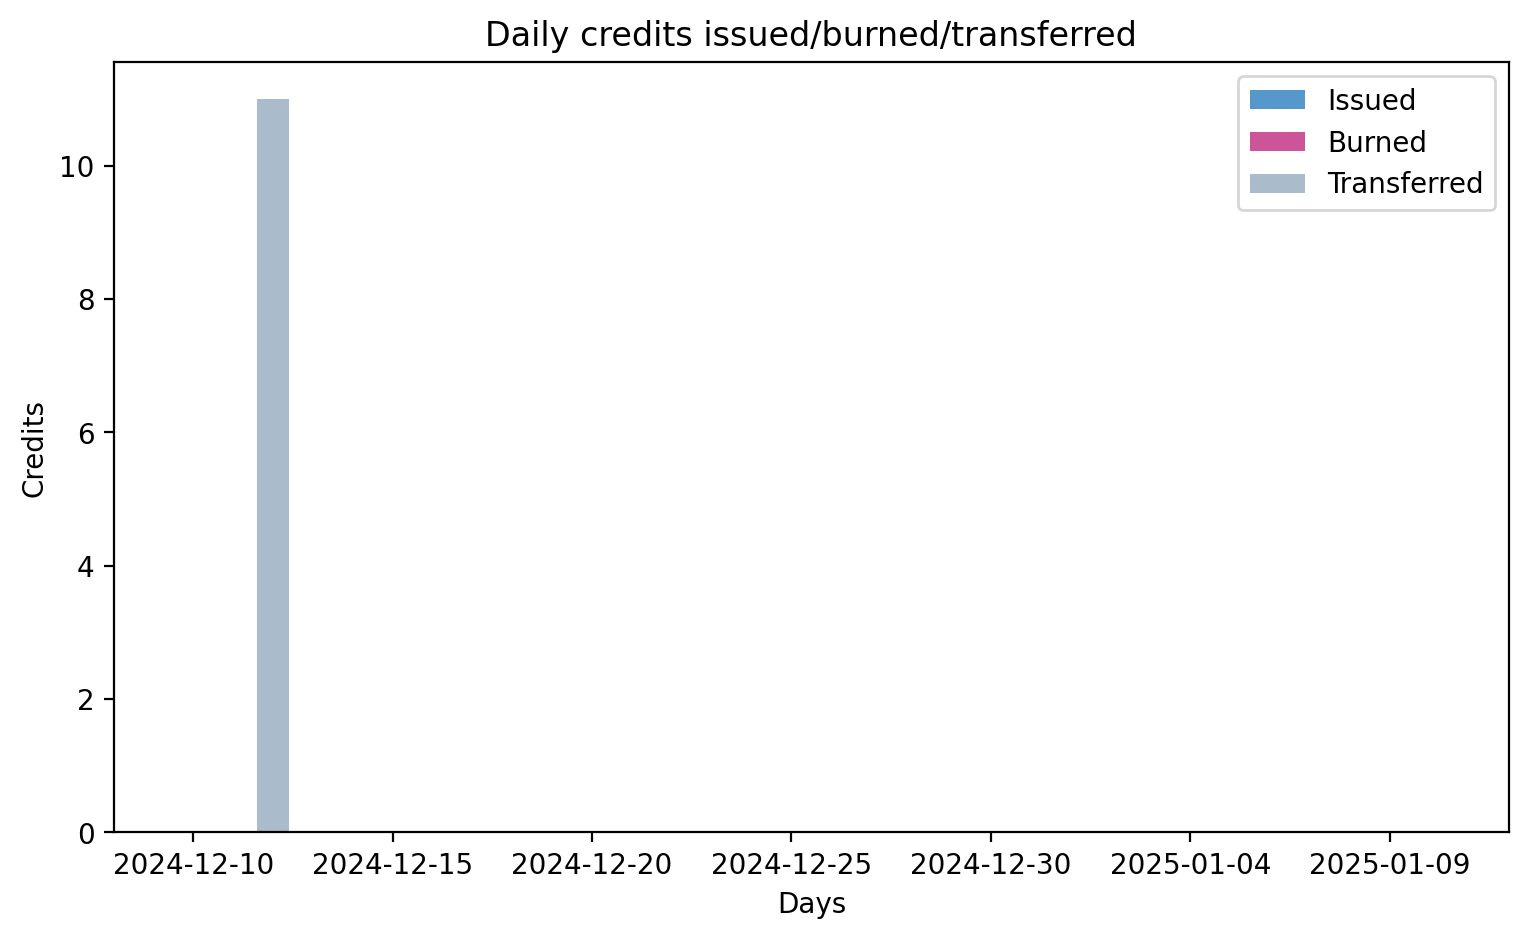 Daily credits issued/burned/transferred
Issued
Burned
Transferred
Credits
10
8
6
4
2
0
2024-12-10 2024-12-15 2024-12-20 2024-12-25 2024-12-30 2025-01-04 2025-01-09
Days